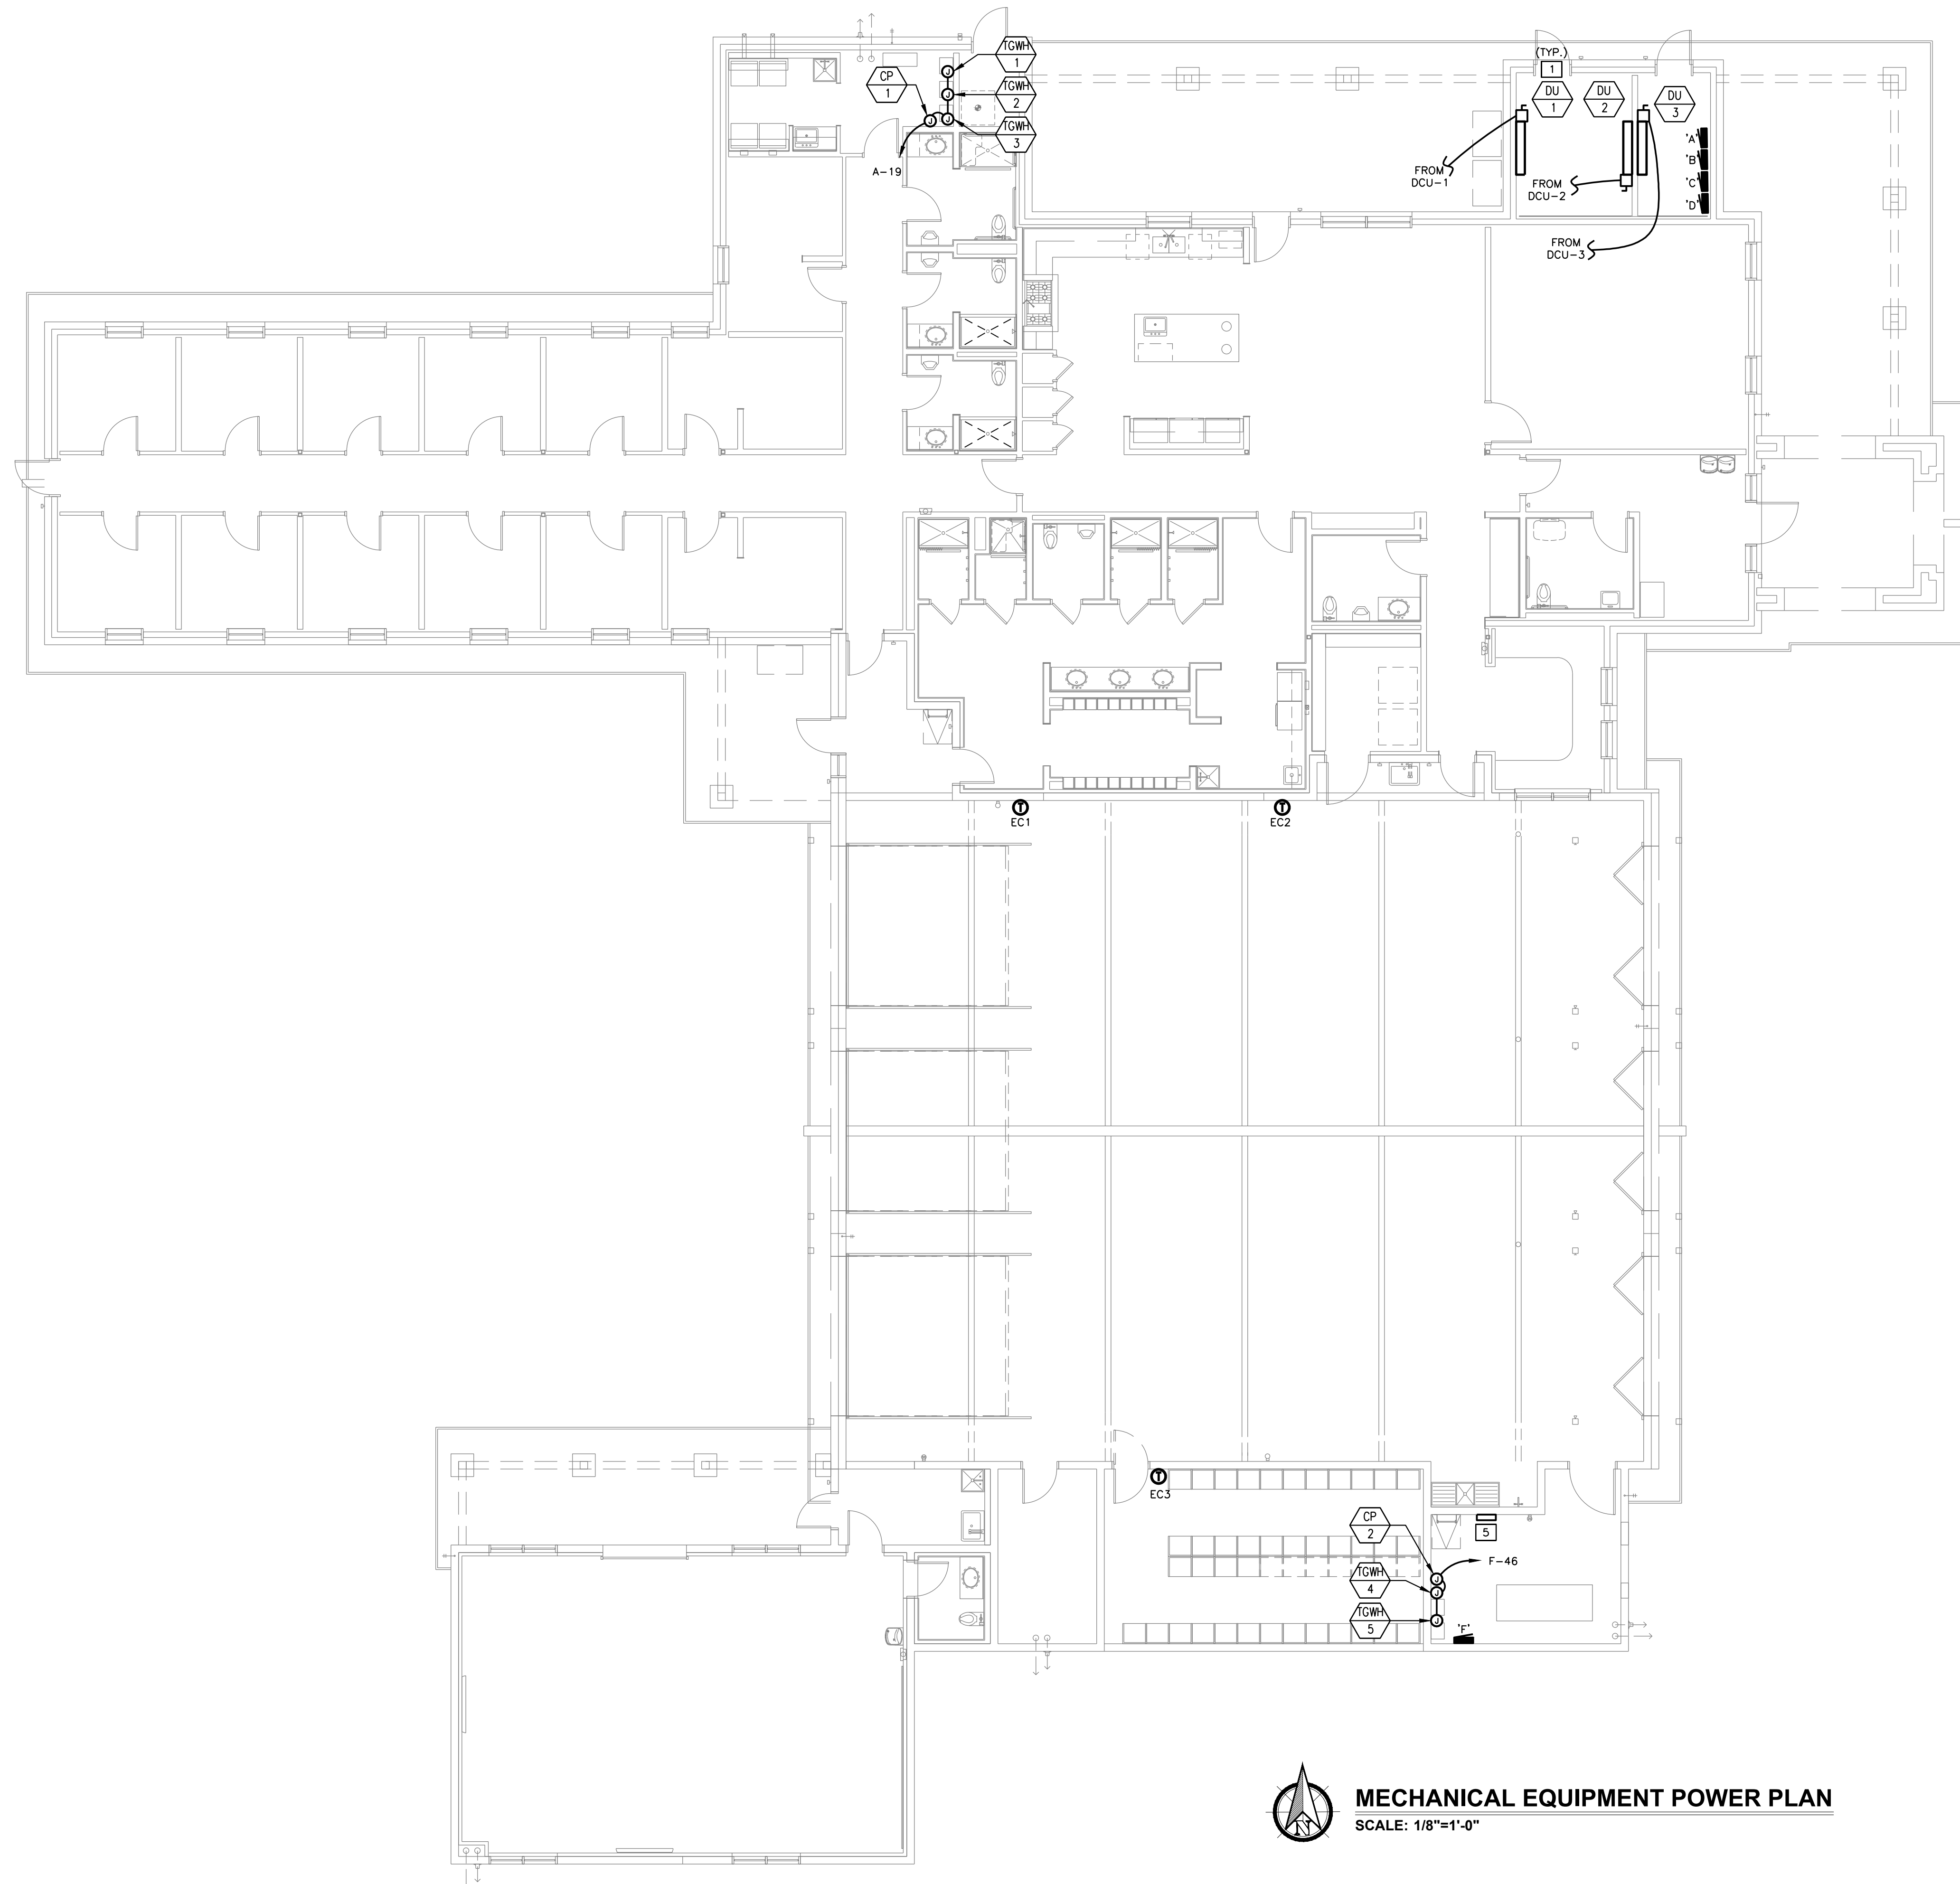 TGWH
1
CP
1
TGWH
2
TGWH
3
A-19
(TYP.)
1
DU
1
DU
2
DU
3
'A'
'B'
'C'
'D'
FROM
DCU-1
FROM
DCU-2
FROM
DCU-3
J
J
J
J
T
EC1
T
EC2
T
EC3
CP
2
5
F-46
TGWH
4
TGWH
5
J
J
J
'F'
N
MECHANICAL EQUIPMENT POWER PLAN
SCALE: 1/8"=1'-0"